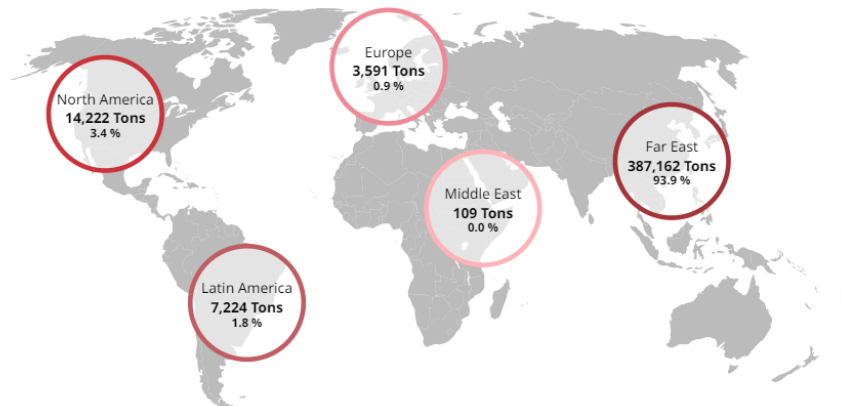 Europe
3,591 Tons
0.9 %
North America
14,222 Tons
3.4 %
Far East
387,162 Tons
93.9 %
Middle East
109 Tons
0.0 %
Latin America
7,224 Tons
1.8 %